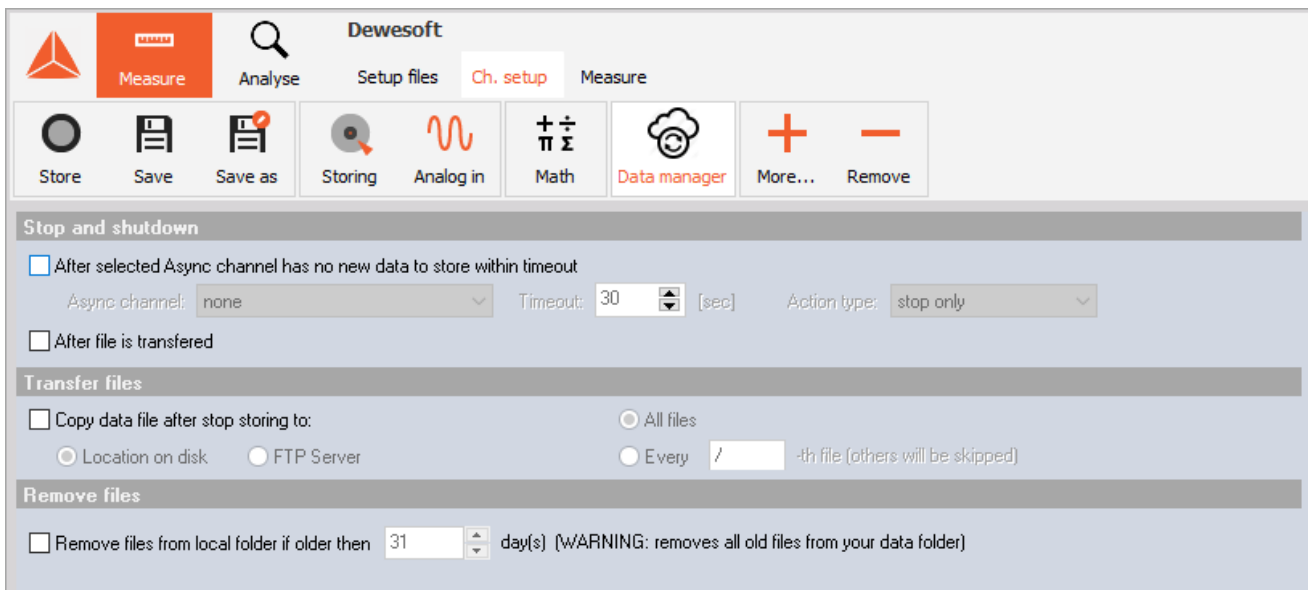 Dewesoft
Measure Analyse Setup files Ch. setup Measure
Store Save Save as Storing Analog in Math Data manager More... Remove
Stop and shutdown
After selected Async channel has no new data to store within timeout
Async channel: none Timeout: 30 [sec] Action type: stop only
After file is transfered
Transfer files
Copy data file after stop storing to: All files
Location on disk FTP Server Every / -th file (others will be skipped)
Remove files
Remove files from local folder if older then 31 day(s) (WARNING: removes all old files from your data folder)